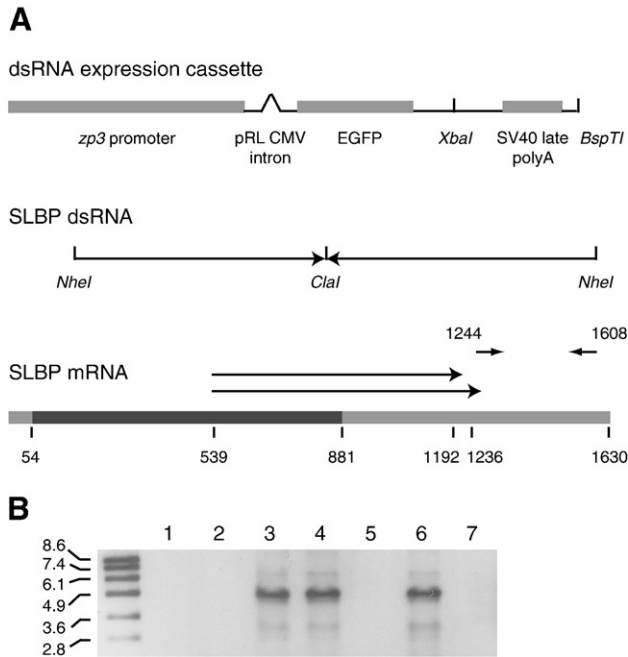 A
dsRNA expression cassette
zp3 promoter
pRL CMV
intron
EGFP
XbaI
SV40 late
polyA
BspTI
SLBP dsRNA
NheI
ClaI
NheI
1244
1608
SLBP mRNA
54
539
881
1192
1236
1630
B
1 2 3 4 5 6 7
8.6
7.4
6.1
4.9
3.6
2.8